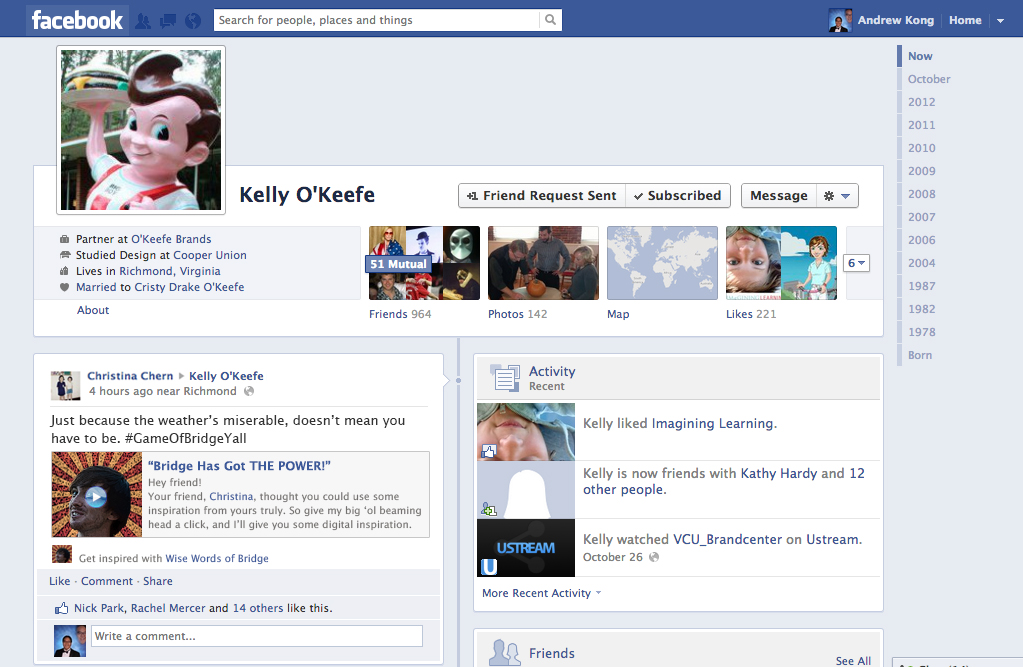 facebook
Search for people, places and things
Andrew Kong
Home
Now
October
2012
2011
2010
2009
2008
2007
2006
2004
1987
1982
1978
Born
Kelly O'Keefe
Friend Request Sent
✓ Subscribed
Message
Partner at O'Keefe Brands
Studied Design at Cooper Union
Lives in Richmond, Virginia
Married to Cristy Drake O'Keefe
About
51 Mutual
Friends 964
Photos 142
Map
IMAGINING LEARNING
Likes 221
6
Christina Chern ▸ Kelly O'Keefe
4 hours ago near Richmond
Just because the weather's miserable, doesn't mean you
have to be. #GameOfBridgeYall
“Bridge Has Got THE POWER!”
Hey friend!
Your friend, Christina, thought you could use some
inspiration from yours truly. So give my big ‘ol beaming
head a click, and I’ll give you some digital inspiration.
Get inspired with Wise Words of Bridge
Like · Comment · Share
Nick Park, Rachel Mercer and 14 others like this.
Write a comment...
Activity
Recent
Kelly liked Imagining Learning.
Kelly is now friends with Kathy Hardy and 12
other people.
USTREAM
U
Kelly watched VCU_Brandcenter on Ustream.
October 26
More Recent Activity
Friends
See All